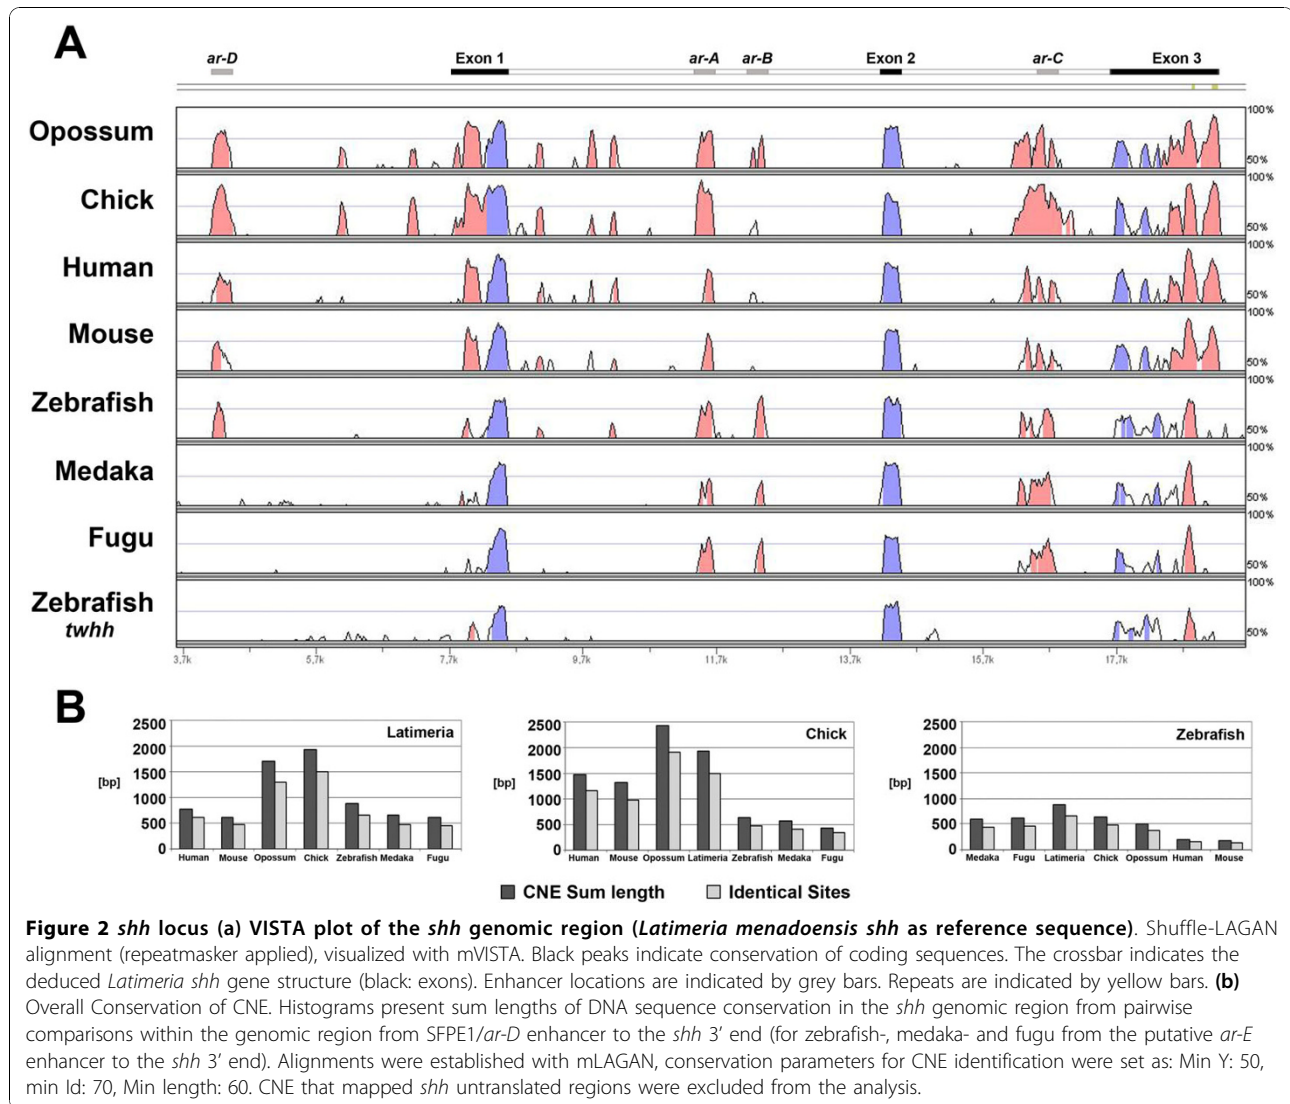 A
ar-D Exon 1 ar-A ar-B Exon 2 ar-C Exon 3
100%
Opossum
50%
100%
Chick
50%
100%
Human
50%
100%
Mouse
50%
100%
Zebrafish
50%
100%
Medaka
50%
100%
Fugu
50%
100%
Zebrafish
twhh
50%
3,7k 5,7k 7,7k 9,7k 11,7k 13,7k 15,7k 17,7k
B
Latimeria
[bp]
2500
2000
1500
1000
500
0
Human Mouse Opossum Chick Zebrafish Medaka Fugu
Chick
[bp]
2500
2000
1500
1000
500
0
Human Mouse Opossum Latimeria Zebrafish Medaka Fugu
Zebrafish
[bp]
2500
2000
1500
1000
500
0
Medaka Fugu Latimeria Chick Opossum Human Mouse
CNE Sum length Identical Sites
Figure 2 shh locus (a) VISTA plot of the shh genomic region (Latimeria menadoensis shh as reference sequence). Shuffle-LAGAN
alignment (repeatmasker applied), visualized with mVISTA. Black peaks indicate conservation of coding sequences. The crossbar indicates the
deduced Latimeria shh gene structure (black: exons). Enhancer locations are indicated by grey bars. Repeats are indicated by yellow bars. (b)
Overall Conservation of CNE. Histograms present sum lengths of DNA sequence conservation in the shh genomic region from pairwise
comparisons within the genomic region from SFPE1/ar-D enhancer to the shh 3' end (for zebrafish-, medaka- and fugu from the putative ar-E
enhancer to the shh 3' end). Alignments were established with mLAGAN, conservation parameters for CNE identification were set as: Min Y: 50,
min Id: 70, Min length: 60. CNE that mapped shh untranslated regions were excluded from the analysis.